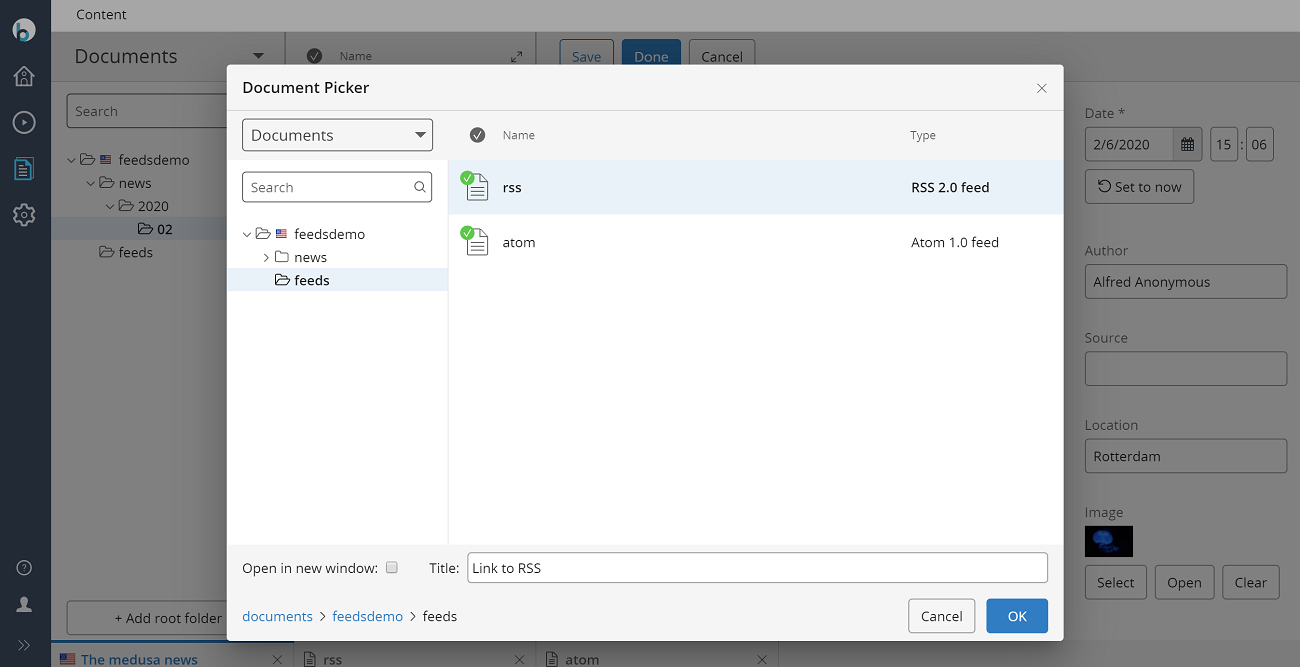 Content
Documents
Name
Save
Done
Cancel
Search
feedsdemo
news
2020
02
feeds
+ Add root folder
Document Picker
Documents
Name
Type
Search
feedsdemo
news
feeds
rss
RSS 2.0 feed
atom
Atom 1.0 feed
Open in new window:
Title:
Link to RSS
documents > feedsdemo > feeds
Cancel
OK
Date *
2/6/2020
15 : 06
Set to now
Author
Alfred Anonymous
Source
Location
Rotterdam
Image
Select
Open
Clear
The medusa news
rss
atom